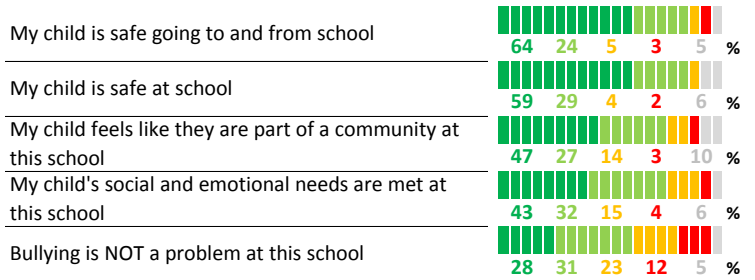 My child is safe going to and from school
64 24 5 3 5 %
My child is safe at school
59 29 4 2 6 %
My child feels like they are part of a community at
this school
47 27 14 3 10 %
My child's social and emotional needs are met at
this school
43 32 15 4 6 %
Bullying is NOT a problem at this school
28 31 23 12 5 %